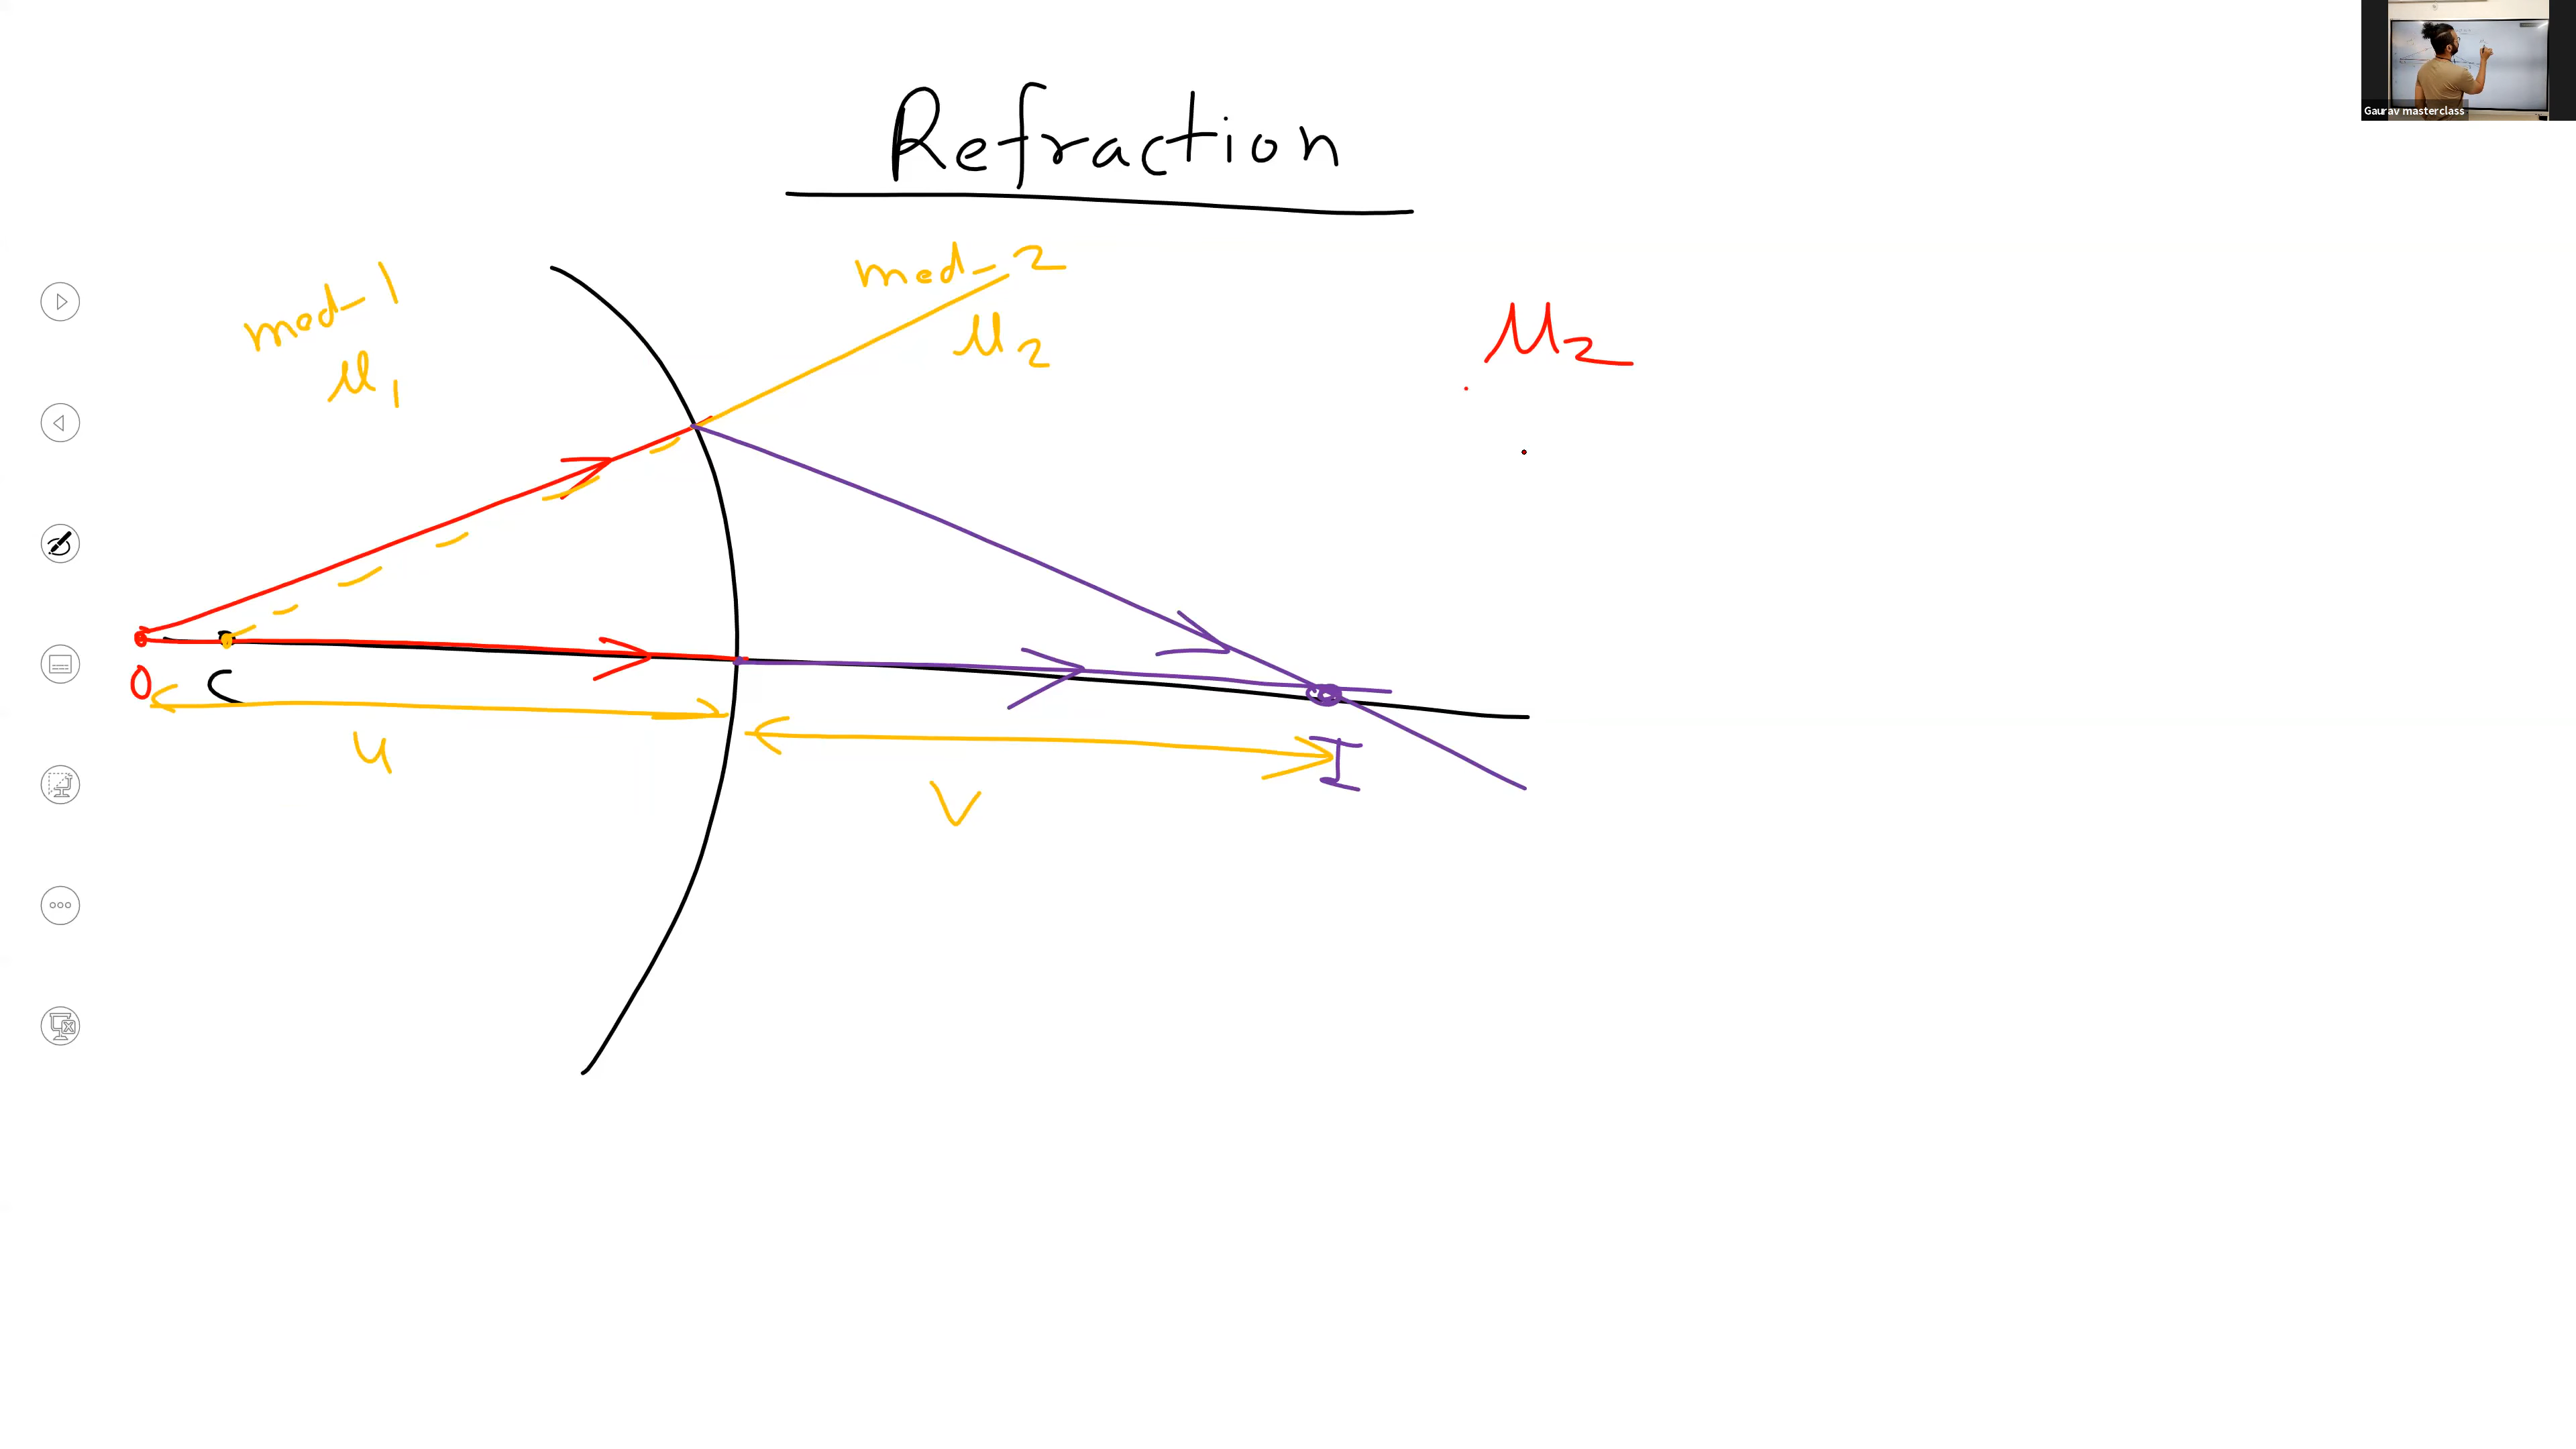 Gaurav masterclass
Refraction
med-1
μ1
med-2
μ2
μ2
O
C
u
v
I